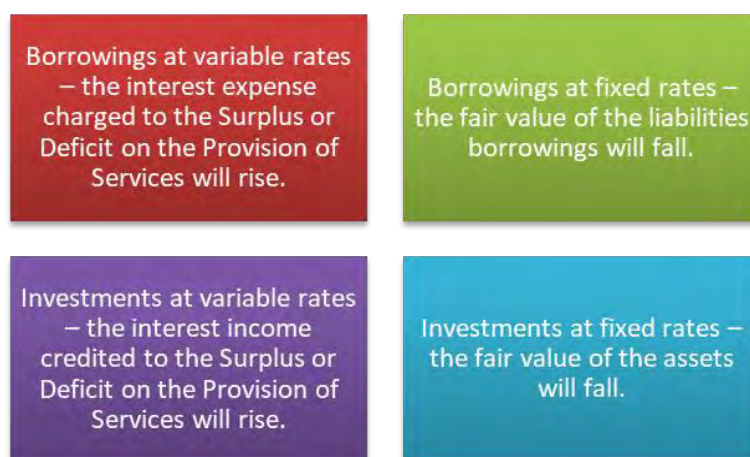 Borrowings at variable rates
– the interest expense
charged to the Surplus or
Deficit on the Provision of
Services will rise.
Borrowings at fixed rates –
the fair value of the liabilities
borrowings will fall.
Investments at variable rates
– the interest income
credited to the Surplus or
Deficit on the Provision of
Services will rise.
Investments at fixed rates –
the fair value of the assets
will fall.